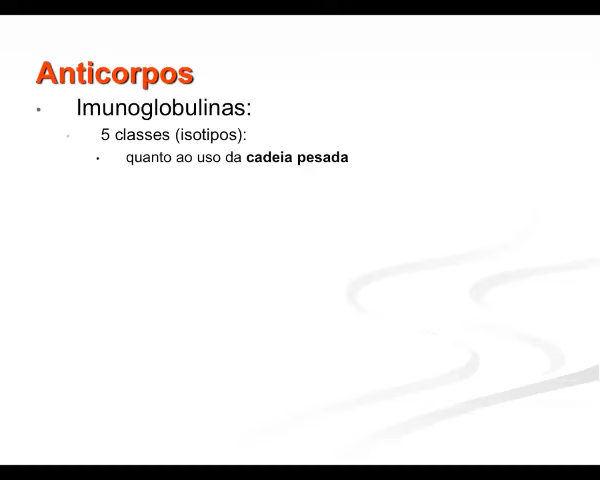 Anticorpos
• Imunoglobulinas:
• 5 classes (isotipos):
• quanto ao uso da cadeia pesada